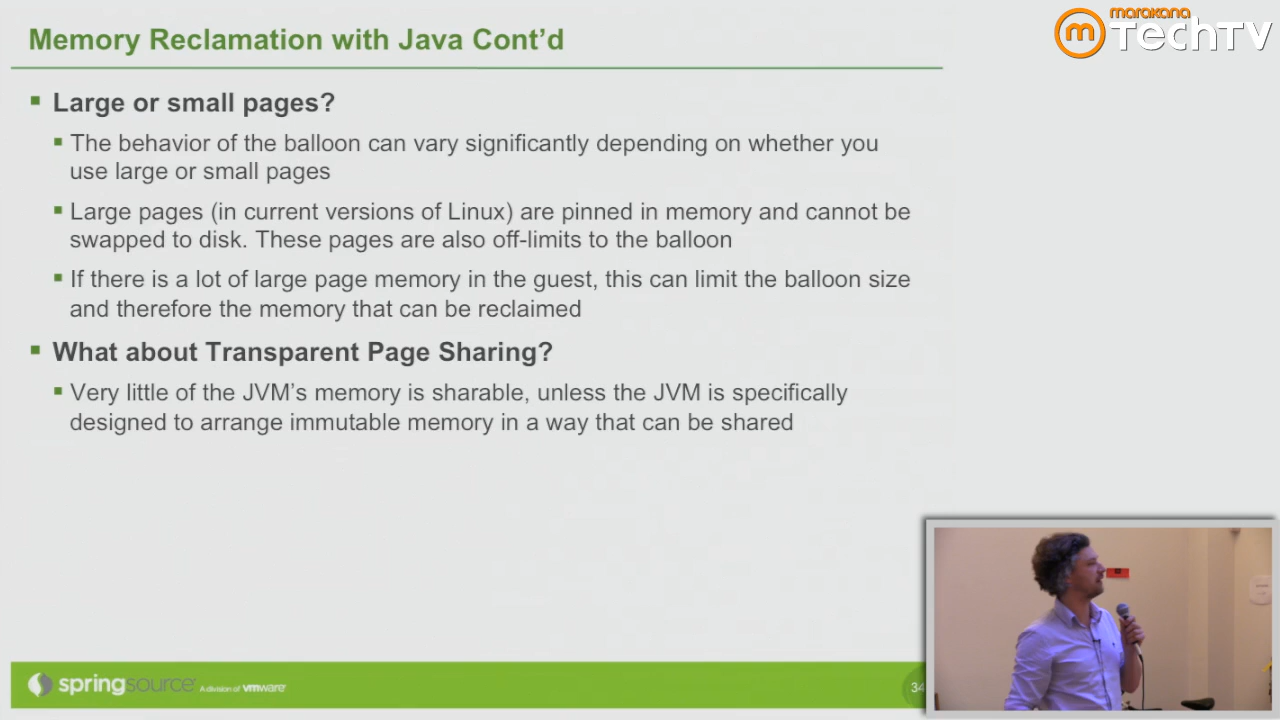 Memory Reclamation with Java Cont'd
marakana
m TechTV
Large or small pages?
The behavior of the balloon can vary significantly depending on whether you
use large or small pages
Large pages (in current versions of Linux) are pinned in memory and cannot be
swapped to disk. These pages are also off-limits to the balloon
If there is a lot of large page memory in the guest, this can limit the balloon size
and therefore the memory that can be reclaimed
What about Transparent Page Sharing?
Very little of the JVM's memory is sharable, unless the JVM is specifically
designed to arrange immutable memory in a way that can be shared
springsource A division of vmware
34